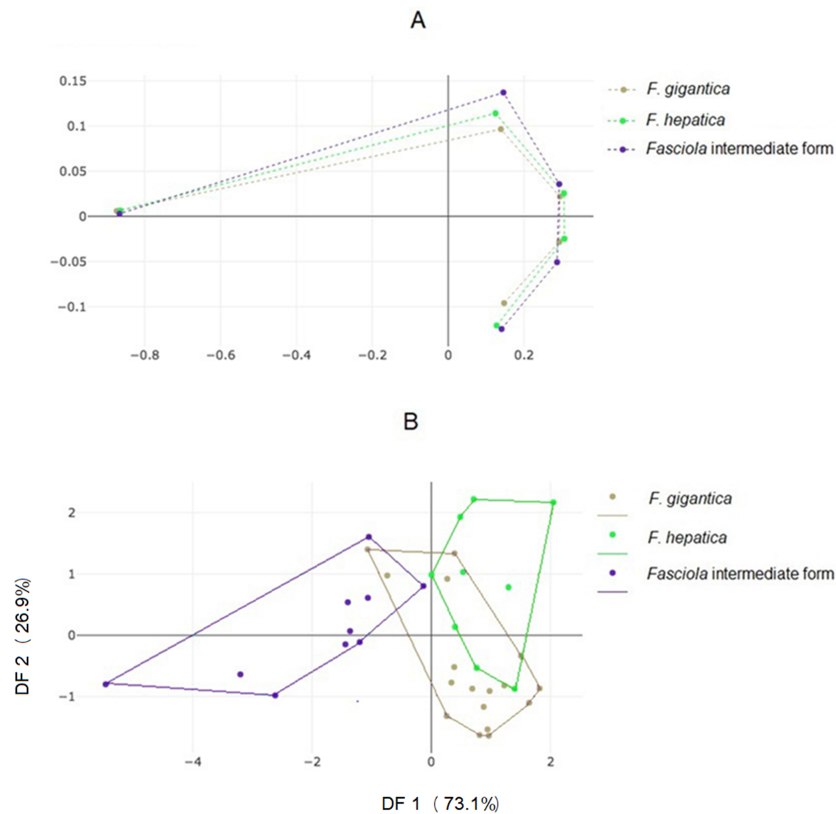 A
0.15
0.1
0.05
0
−0.05
−0.1
−0.8
−0.6
−0.4
−0.2
0
0.2
F. gigantica
F. hepatica
Fasciola intermediate form
B
DF 2 ( 26.9%)
2
1
0
−1
−4
−2
0
2
DF 1 ( 73.1%)
F. gigantica
F. hepatica
Fasciola intermediate form